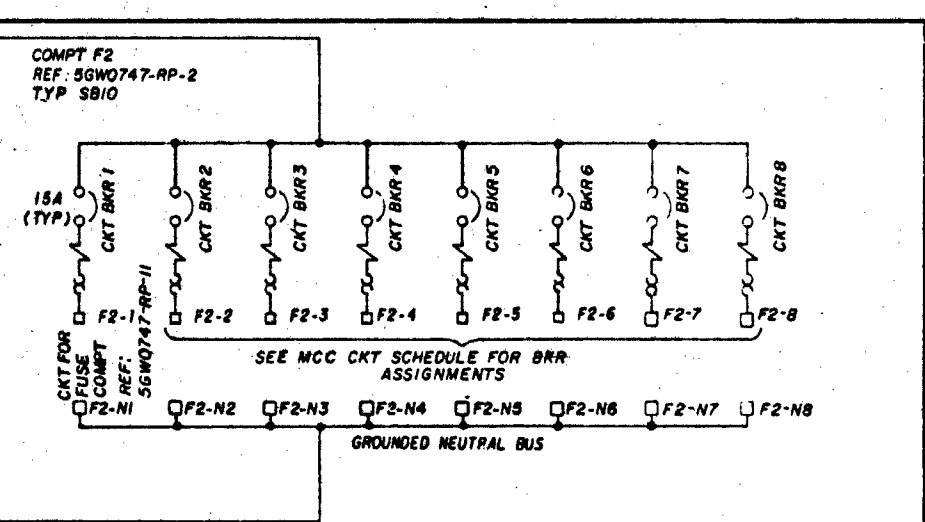 COMPT F2
REF: 5GWO747-RP-2
TYP SB10
15A
(TYP)
CKT BKR 1
CKT BKR 2
CKT BKR 3
CKT BKR 4
CKT BKR 5
CKT BKR 6
CKT BKR 7
CKT BKR 8
F2-1
F2-2
F2-3
F2-4
F2-5
F2-6
F2-7
F2-8
CKT FOR
FUSE
COMPT
REF:
5GWO747-RP-11
SEE MCC CKT SCHEDULE FOR BKR
ASSIGNMENTS
F2-N1
F2-N2
F2-N3
F2-N4
F2-N5
F2-N6
F2-N7
F2-N8
GROUNDED NEUTRAL BUS